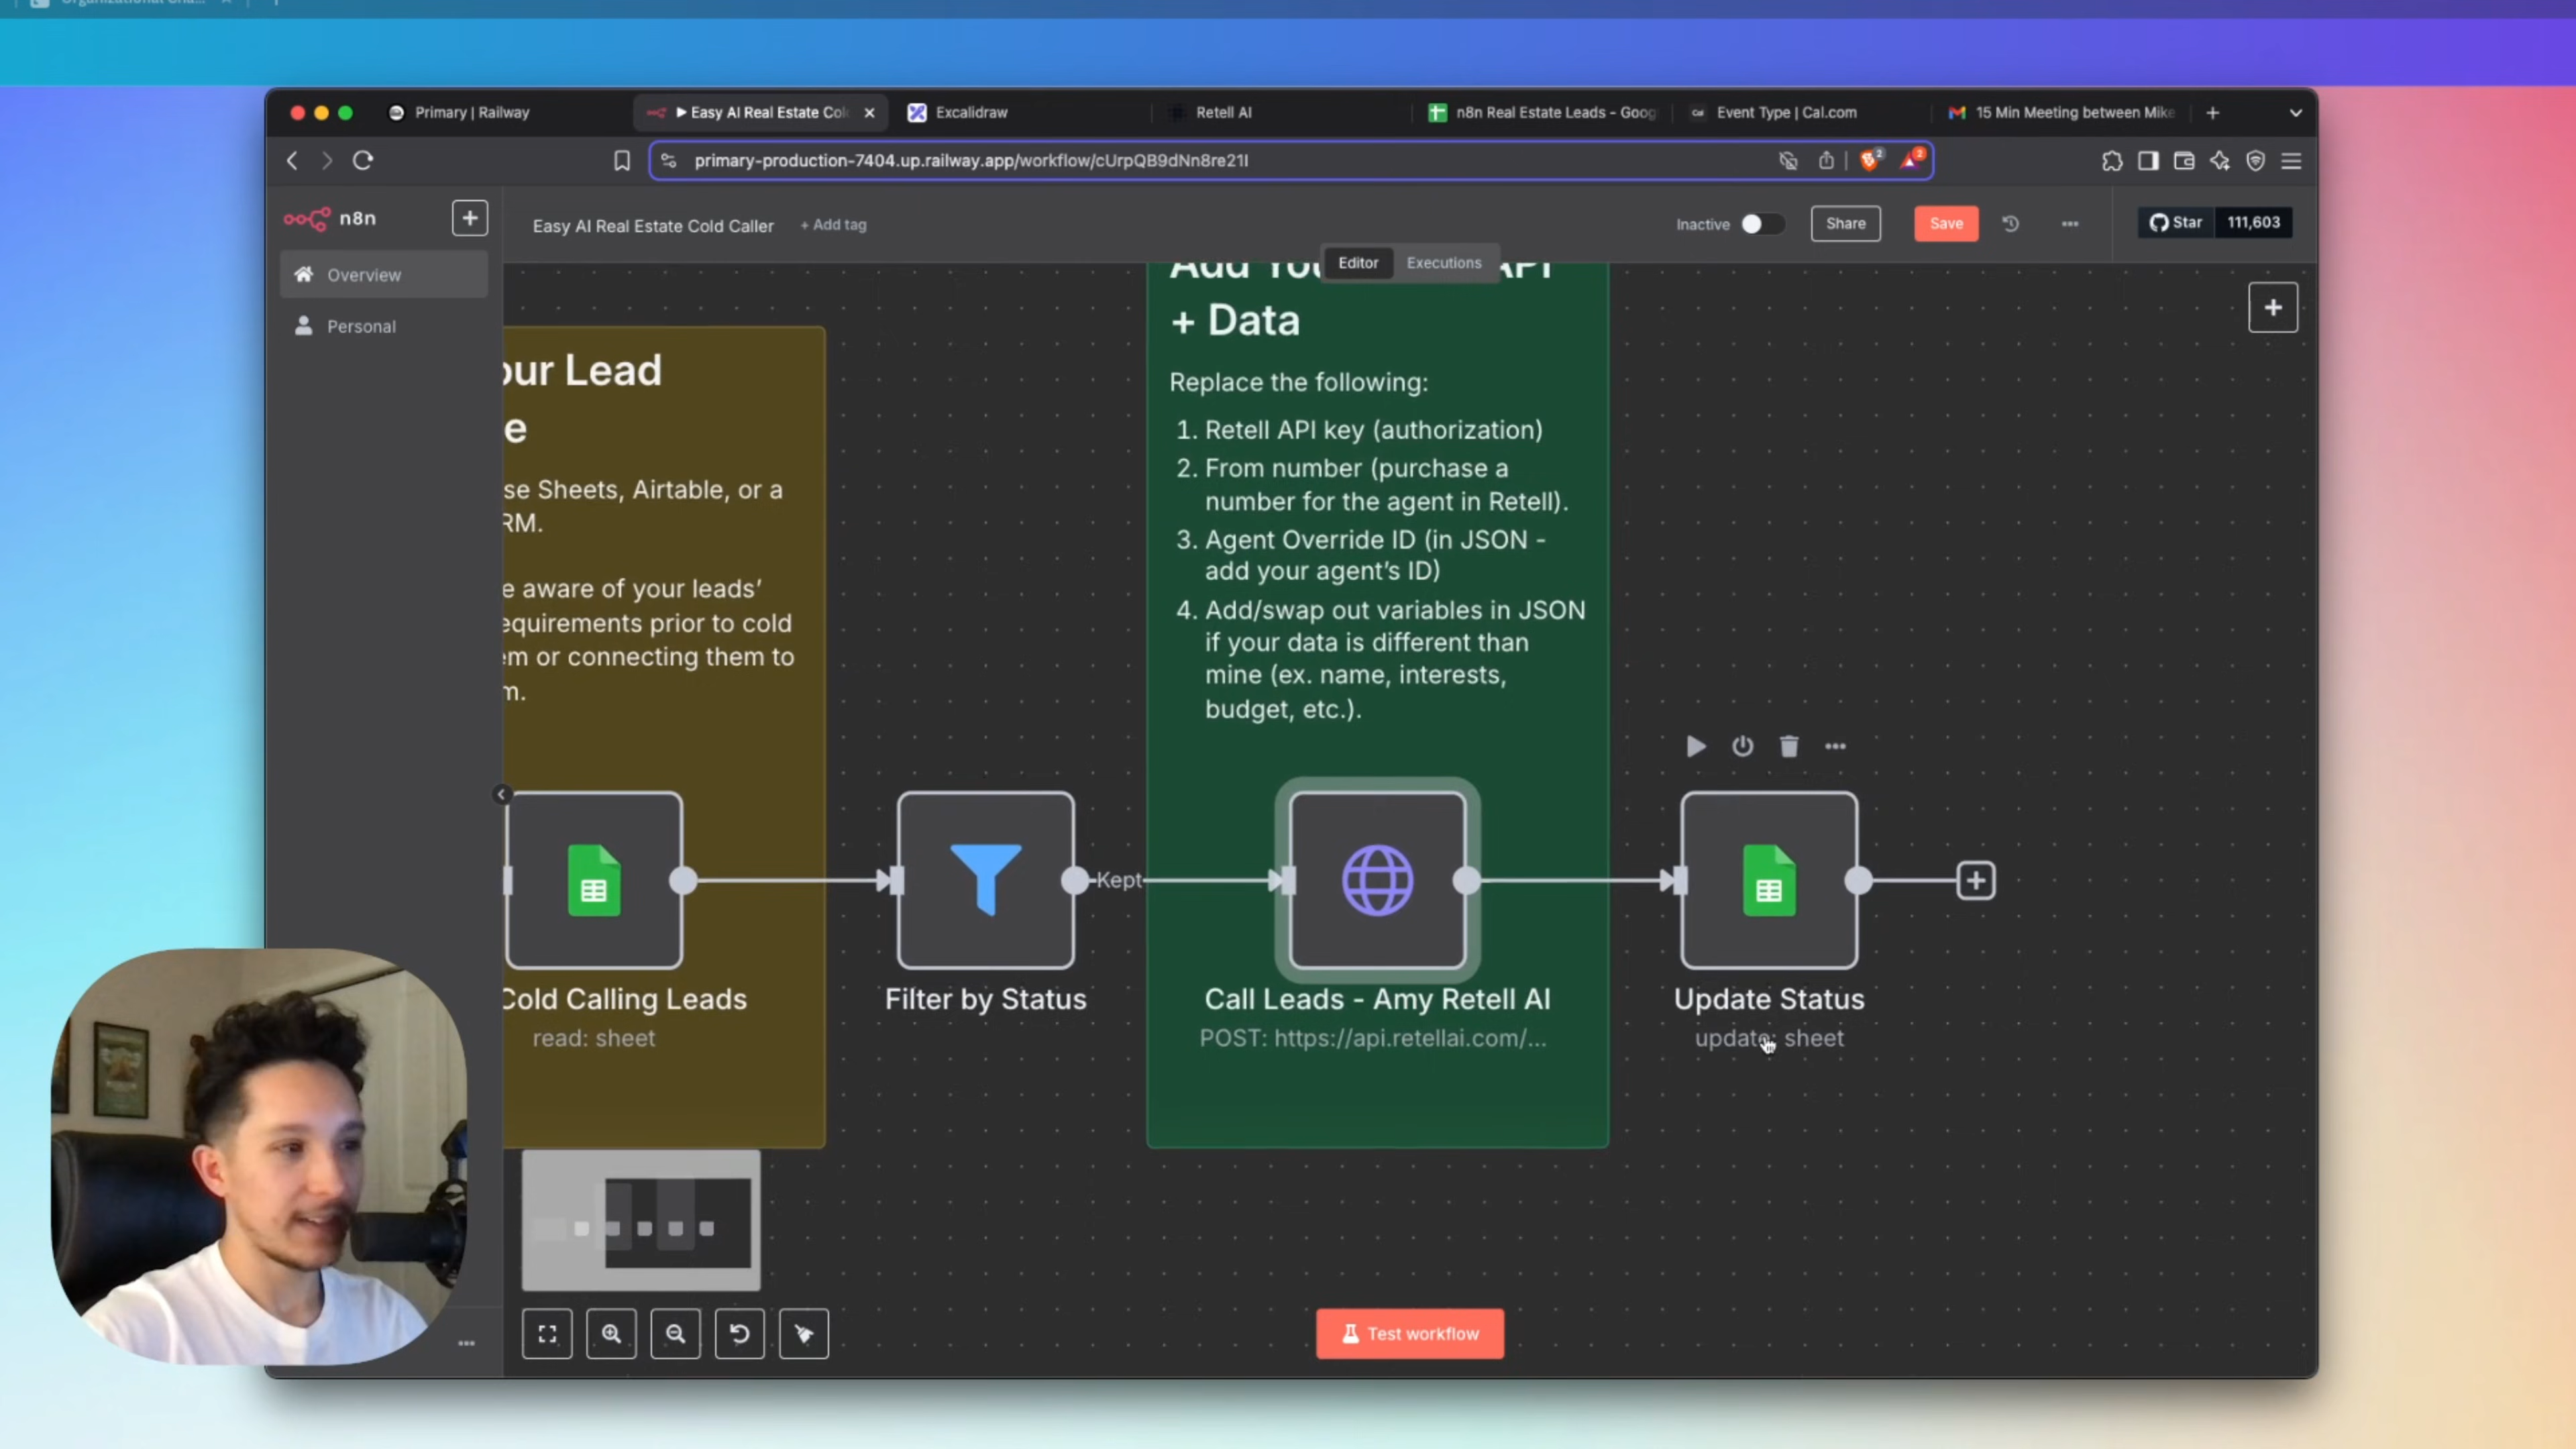 Primary | Railway
Easy AI Real Estate Col
Excalidraw
Retell AI
n8n Real Estate Leads - Goog
Cal
Event Type | Cal.com
15 Min Meeting between Mike
primary-production-7404.up.railway.app/workflow/cUrpQB9dNn8re21I
2
2
n8n
Easy AI Real Estate Cold Caller
+ Add tag
Inactive
Share
Save
Star
111,603
Editor
Executions
Overview
Personal
our Lead
e
se Sheets, Airtable, or a
RM.
e aware of your leads’
equirements prior to cold
em or connecting them to
m.
Add You API
+ Data
Replace the following:
1. Retell API key (authorization)
2. From number (purchase a
number for the agent in Retell).
3. Agent Override ID (in JSON -
add your agent’s ID)
4. Add/swap out variables in JSON
if your data is different than
mine (ex. name, interests,
budget, etc.).
Kept
Cold Calling Leads
read: sheet
Filter by Status
Call Leads - Amy Retell AI
POST: https://api.retellai.com/...
Update Status
update: sheet
Test workflow